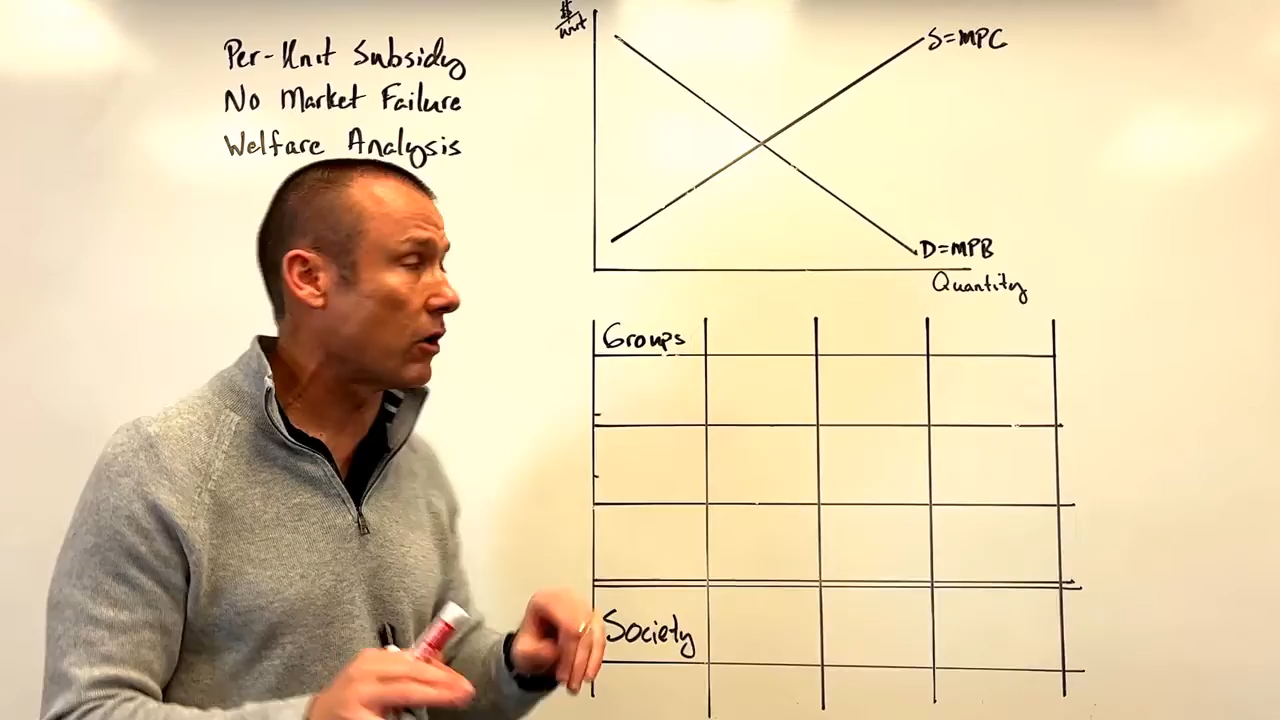 Per-Unit Subsidy
No Market Failure
Welfare Analysis
$/unit
S=MPC
D=MPB
Quantity
Groups
Society